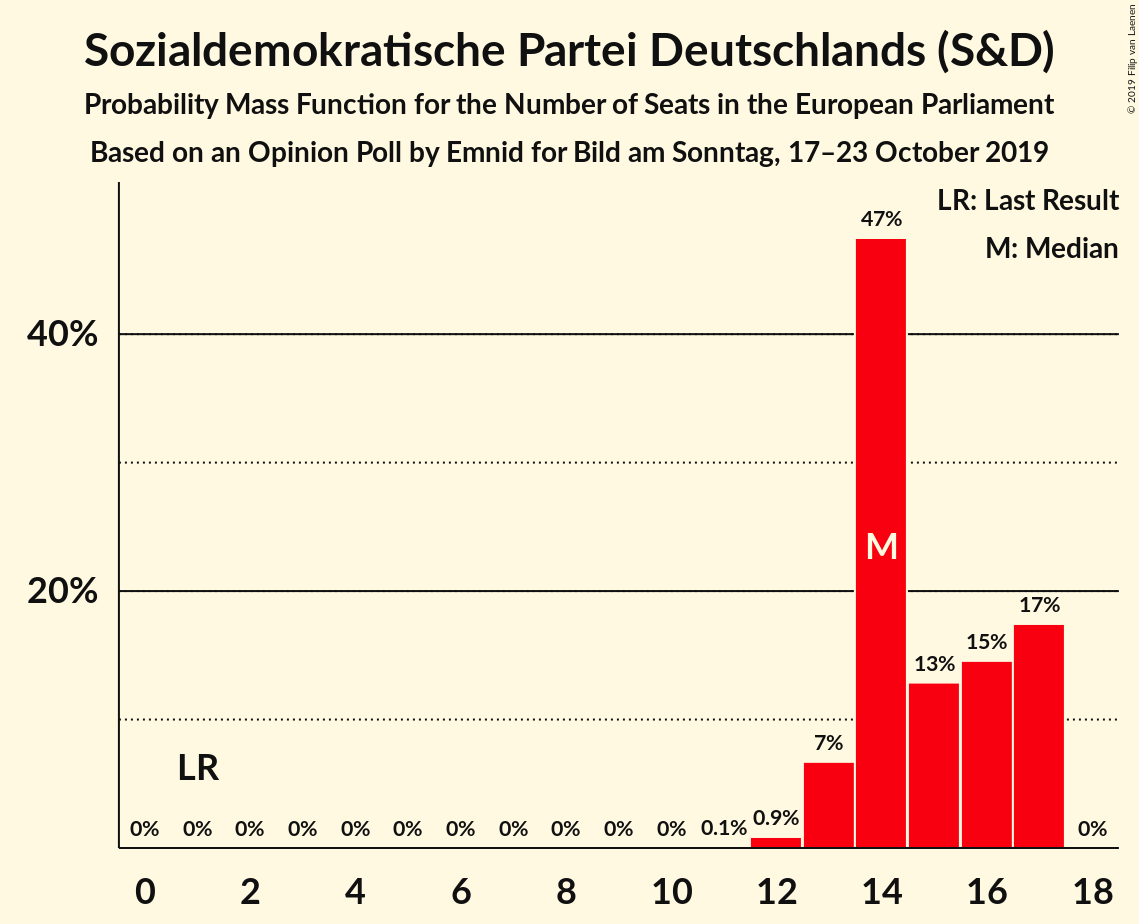 Sozialdemokratische Partei Deutschlands (S&D)
Probability Mass Function for the Number of Seats in the European Parliament
Based on an Opinion Poll by Emnid for Bild am Sonntag, 17–23 October 2019
© 2019 Filip van Laenen
LR: Last Result
M: Median
47%
40%
M
20%
17%
15%
13%
7%
LR
0% 0% 0% 0% 0% 0% 0% 0% 0% 0% 0% 0.1% 0.9% 0%
0 2 4 6 8 10 12 14 16 18